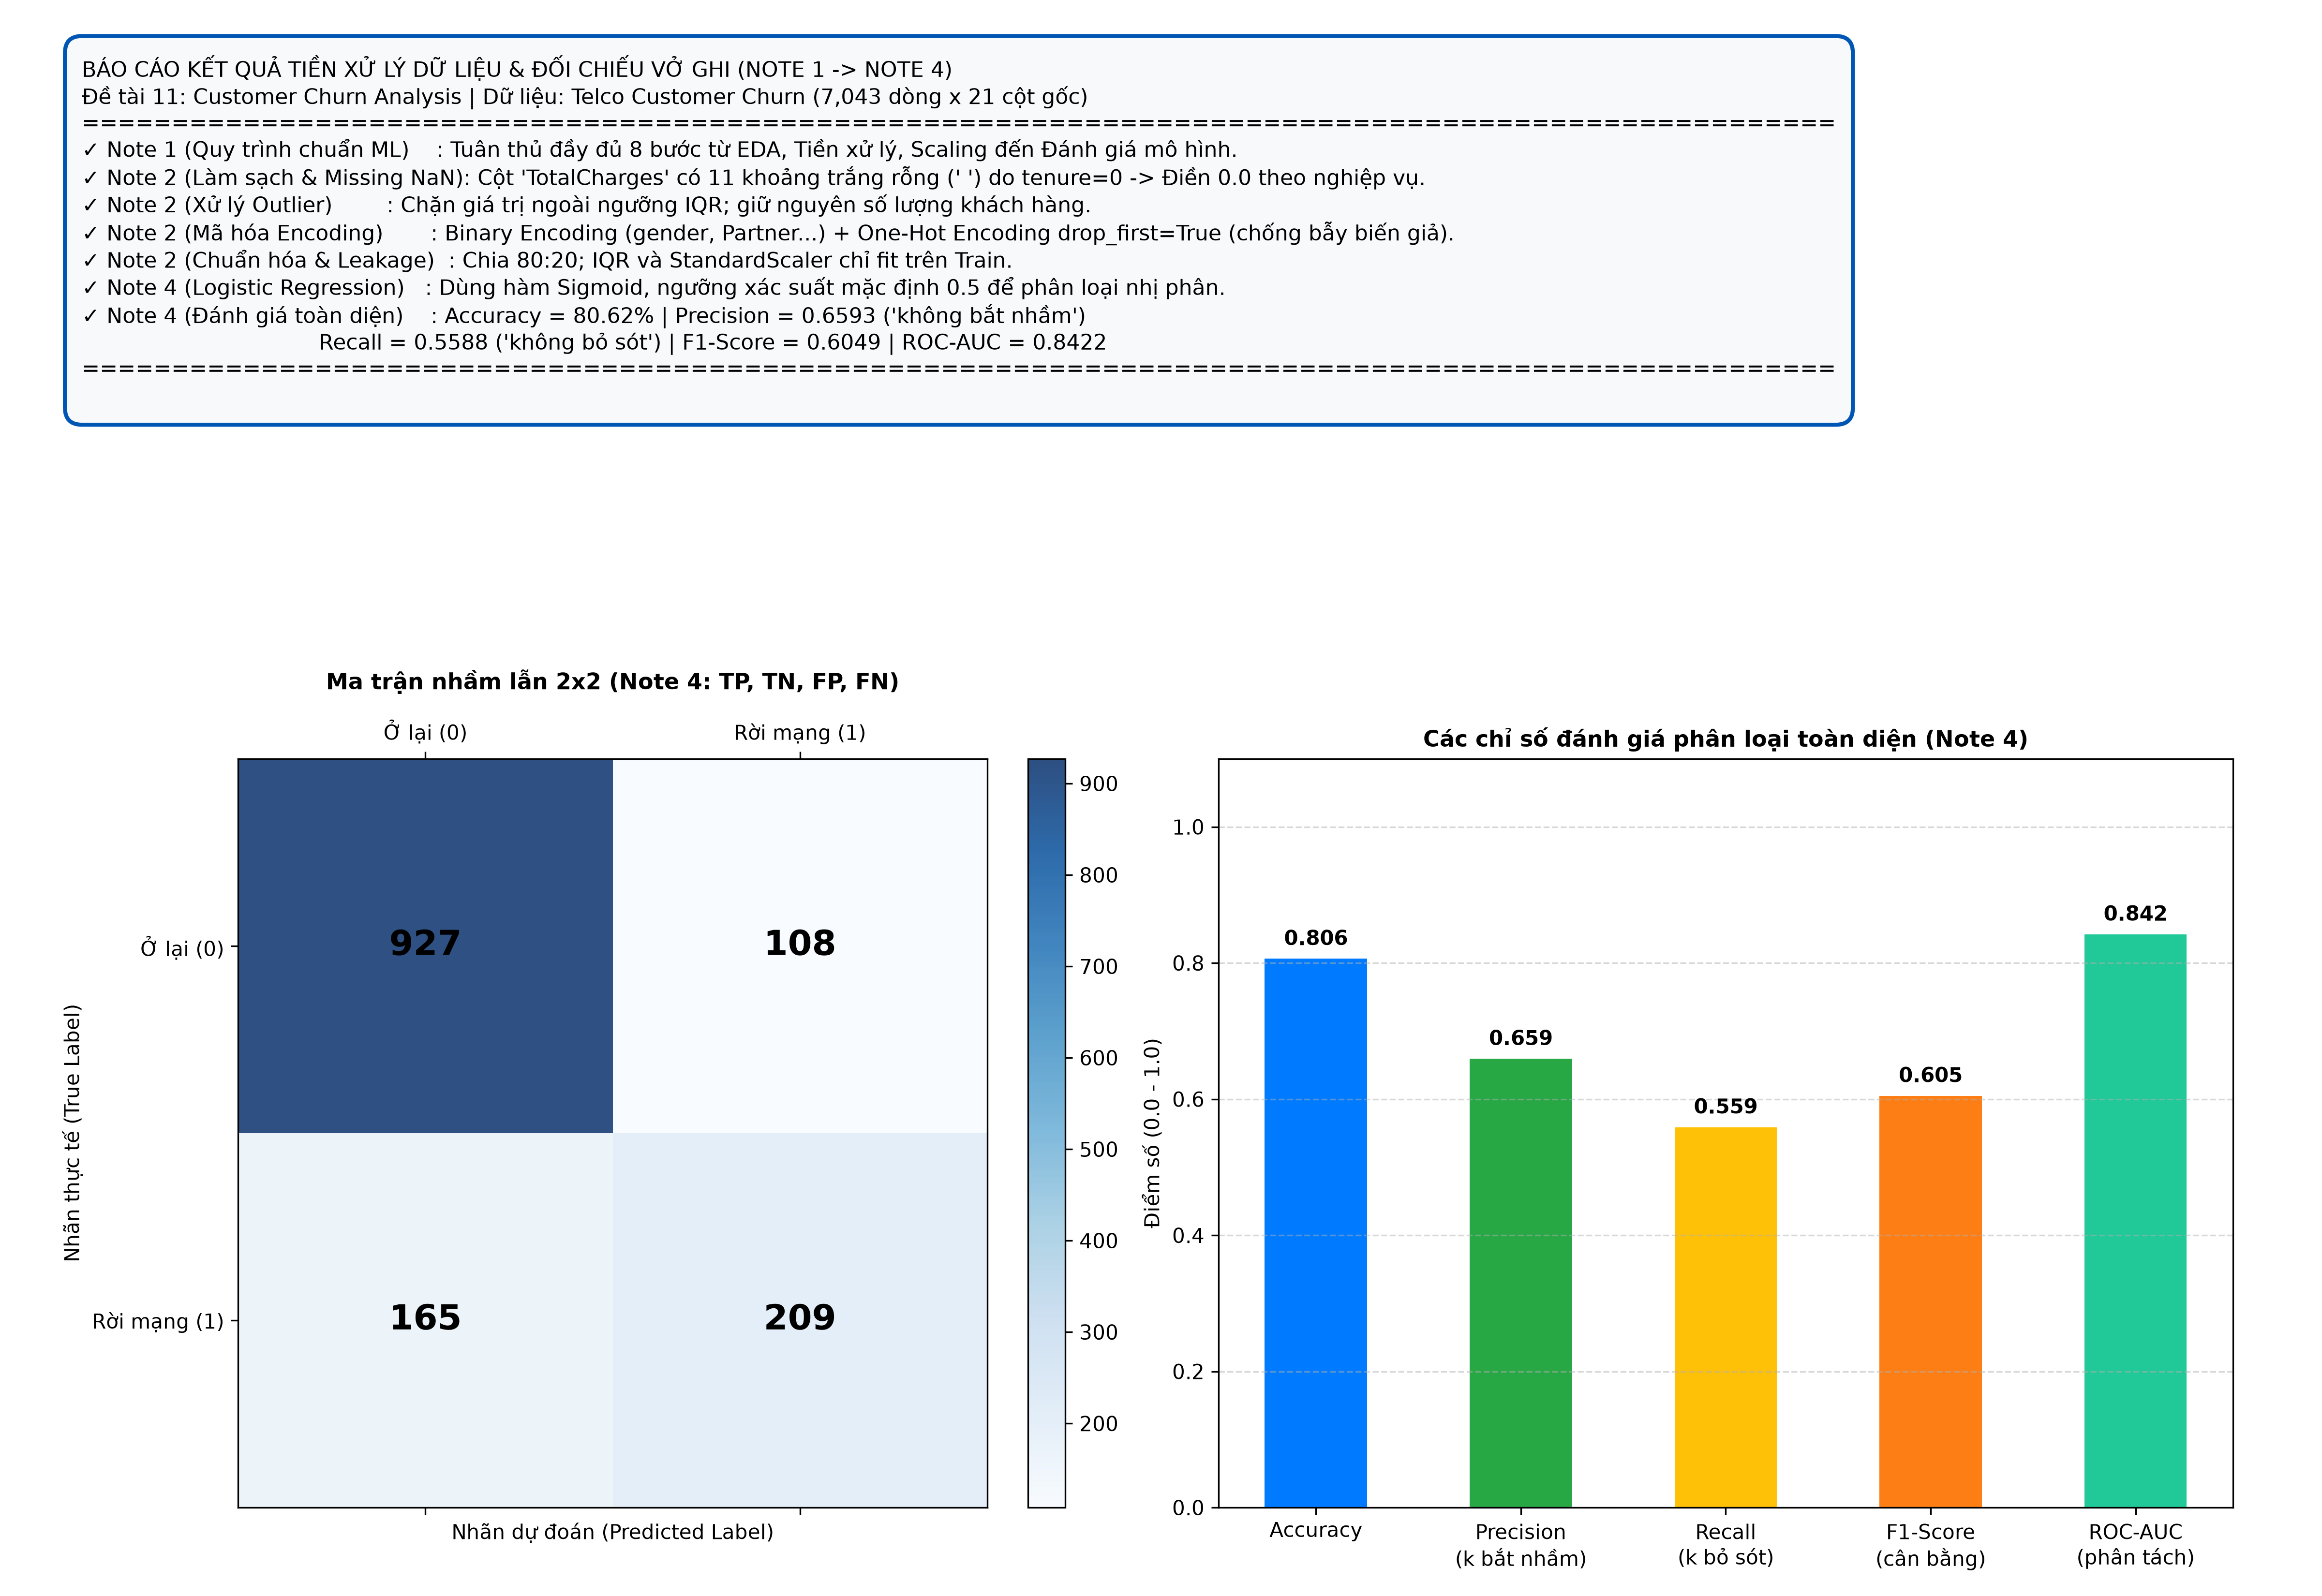 BÁO CÁO KẾT QUẢ TIỀN XỬ LÝ DỮ LIỆU & ĐỐI CHIẾU VỞ GHI (NOTE 1 -> NOTE 4)
Đề tài 11: Customer Churn Analysis | Dữ liệu: Telco Customer Churn (7,043 dòng x 21 cột gốc)
==================================================================================================
✓ Note 1 (Quy trình chuẩn ML)    : Tuân thủ đầy đủ 8 bước từ EDA, Tiền xử lý, Scaling đến Đánh giá mô hình.
✓ Note 2 (Làm sạch & Missing NaN): Cột 'TotalCharges' có 11 khoảng trắng rỗng (' ') do tenure=0 -> Điền 0.0 theo nghiệp vụ.
✓ Note 2 (Xử lý Outlier)        : Chặn giá trị ngoài ngưỡng IQR; giữ nguyên số lượng khách hàng.
✓ Note 2 (Mã hóa Encoding)       : Binary Encoding (gender, Partner...) + One-Hot Encoding drop_first=True (chống bẫy biến giả).
✓ Note 2 (Chuẩn hóa & Leakage)  : Chia 80:20; IQR và StandardScaler chỉ fit trên Train.
✓ Note 4 (Logistic Regression)   : Dùng hàm Sigmoid, ngưỡng xác suất mặc định 0.5 để phân loại nhị phân.
✓ Note 4 (Đánh giá toàn diện)    : Accuracy = 80.62% | Precision = 0.6593 ('không bắt nhầm')
Recall = 0.5588 ('không bỏ sót') | F1-Score = 0.6049 | ROC-AUC = 0.8422
==================================================================================================
Ma trận nhầm lẫn 2x2 (Note 4: TP, TN, FP, FN)
Ở lại (0) Rời mạng (1)
Nhãn thực tế (True Label)
Ở lại (0)
927 108
Rời mạng (1)
165 209
Nhãn dự đoán (Predicted Label)
900
800
700
600
500
400
300
200
Các chỉ số đánh giá phân loại toàn diện (Note 4)
Điểm số (0.0 - 1.0)
1.0
0.8
0.6
0.4
0.2
0.0
0.806
0.659
0.559
0.605
0.842
Accuracy
Precision
(k bắt nhầm)
Recall
(k bỏ sót)
F1-Score
(cân bằng)
ROC-AUC
(phân tách)